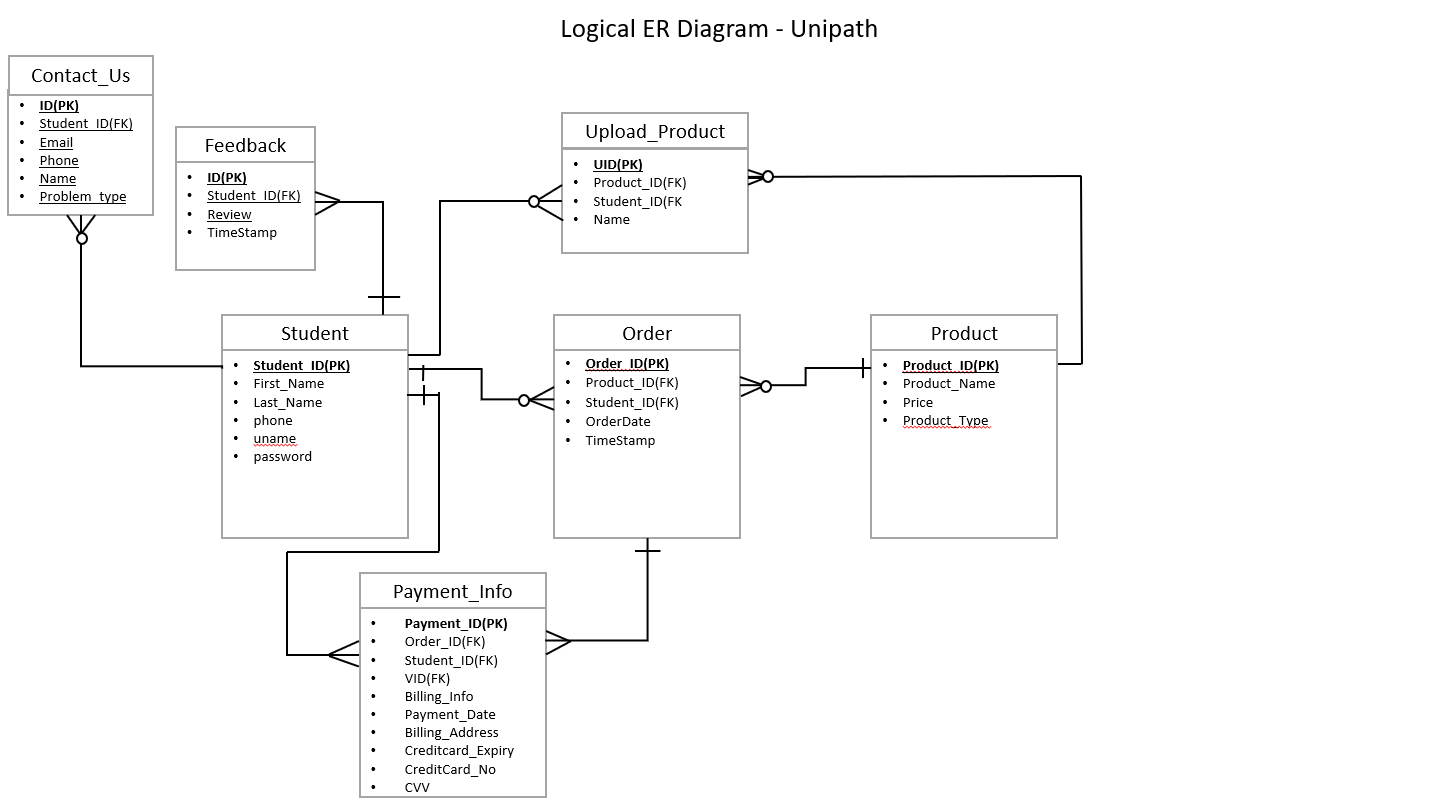 Logical ER Diagram - Unipath
Contact_Us
• ID(PK)
• Student_ID(FK)
• Email
• Phone
• Name
• Problem_type
Feedback
• ID(PK)
• Student_ID(FK)
• Review
• TimeStamp
Upload_Product
• UID(PK)
• Product_ID(FK)
• Student_ID(FK
• Name
Student
• Student_ID(PK)
• First_Name
• Last_Name
• phone
• uname
• password
Order
• Order_ID(PK)
• Product_ID(FK)
• Student_ID(FK)
• OrderDate
• TimeStamp
Product
• Product_ID(PK)
• Product_Name
• Price
• Product_Type
Payment_Info
• Payment_ID(PK)
• Order_ID(FK)
• Student_ID(FK)
• VID(FK)
• Billing_Info
• Payment_Date
• Billing_Address
• Creditcard_Expiry
• CreditCard_No
• CVV